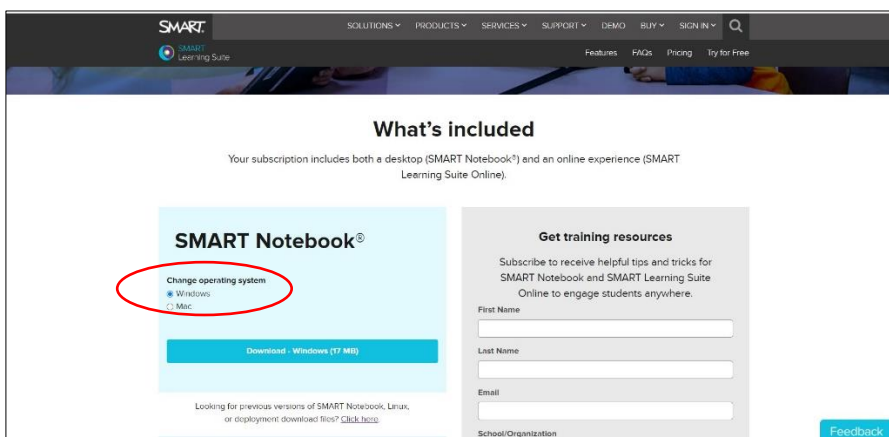 SMART. SOLUTIONS PRODUCTS SERVICES SUPPORT DEMO BUY SIGN IN
SMART
Learning Suite
Features FAQs Pricing Try for Free
What's included
Your subscription includes both a desktop (SMART Notebook®) and an online experience (SMART
Learning Suite Online).
SMART Notebook®
Change operating system
Windows
Mac
Download - Windows (17 MB)
Looking for previous versions of SMART Notebook, Linux,
or deployment download files? Click here.
Get training resources
Subscribe to receive helpful tips and tricks for
SMART Notebook and SMART Learning Suite
Online to engage students anywhere.
First Name
Last Name
Email
School/Organization
Feedback